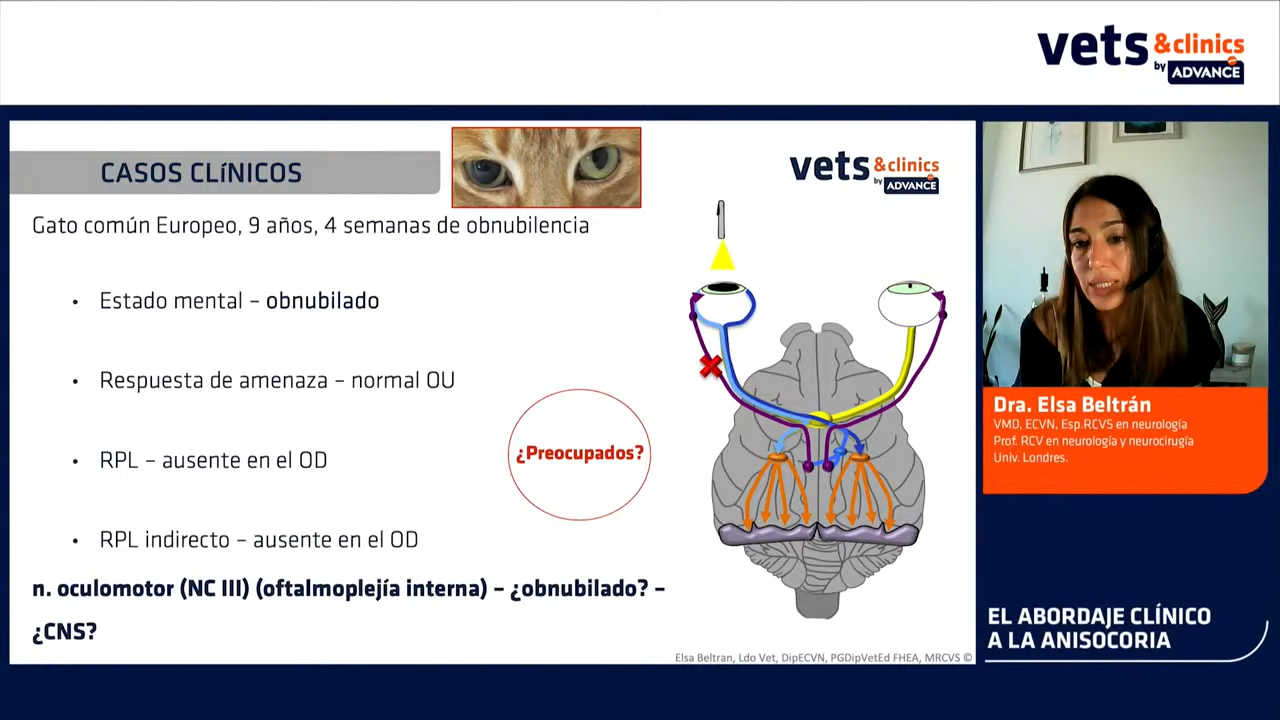 vets &clinics
by ADVANCE
CASOS CLíNICOS
vets &clinics
by ADVANCE
Gato común Europeo, 9 años, 4 semanas de obnubilencia
• Estado mental – obnubilado
• Respuesta de amenaza – normal OU
• RPL – ausente en el OD
¿Preocupados?
• RPL indirecto – ausente en el OD
n. oculomotor (NC III) (oftalmoplejía interna) – ¿obnubilado? –
¿CNS?
Elsa Beltran, Ldo Vet, DipECVN, PGDipVetEd FHEA, MRCVS ©
Dra. Elsa Beltrán
VMD, ECVN, Esp.RCVS en neurología
Prof. RCV en neurología y neurocirugía
Univ. Londres.
EL ABORDAJE CLÍNICO
A LA ANISOCORIA